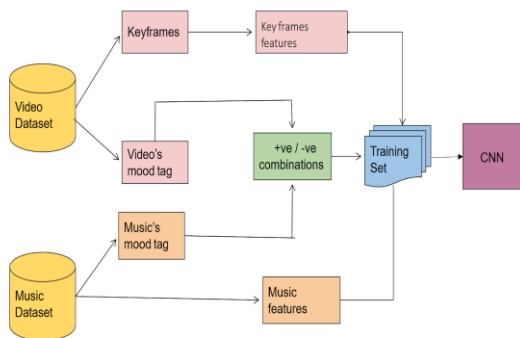 Keyframes
Key frames
features
Video
Dataset
Video's
mood tag
+ve / -ve
combinations
Training
Set
CNN
Music's
mood tag
Music
Dataset
Music
features